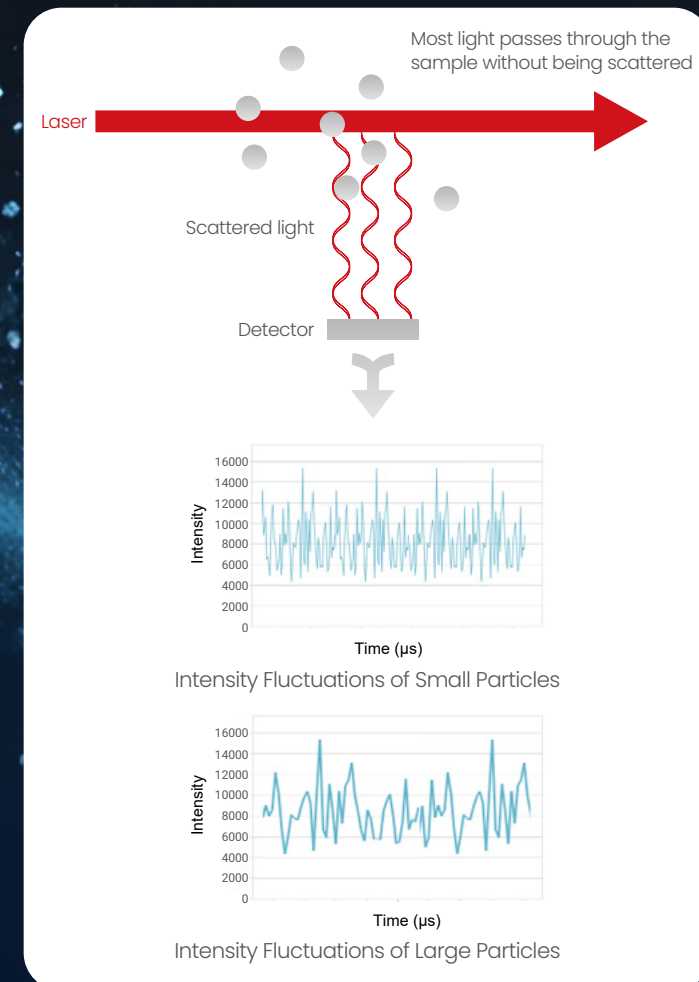 Most light passes through the
sample without being scattered
Laser
Scattered light
Detector
16000
14000
12000
10000
8000
6000
4000
2000
0
Intensity
Time (µs)
Intensity Fluctuations of Small Particles
16000
14000
12000
10000
8000
6000
4000
2000
0
Intensity
Time (µs)
Intensity Fluctuations of Large Particles